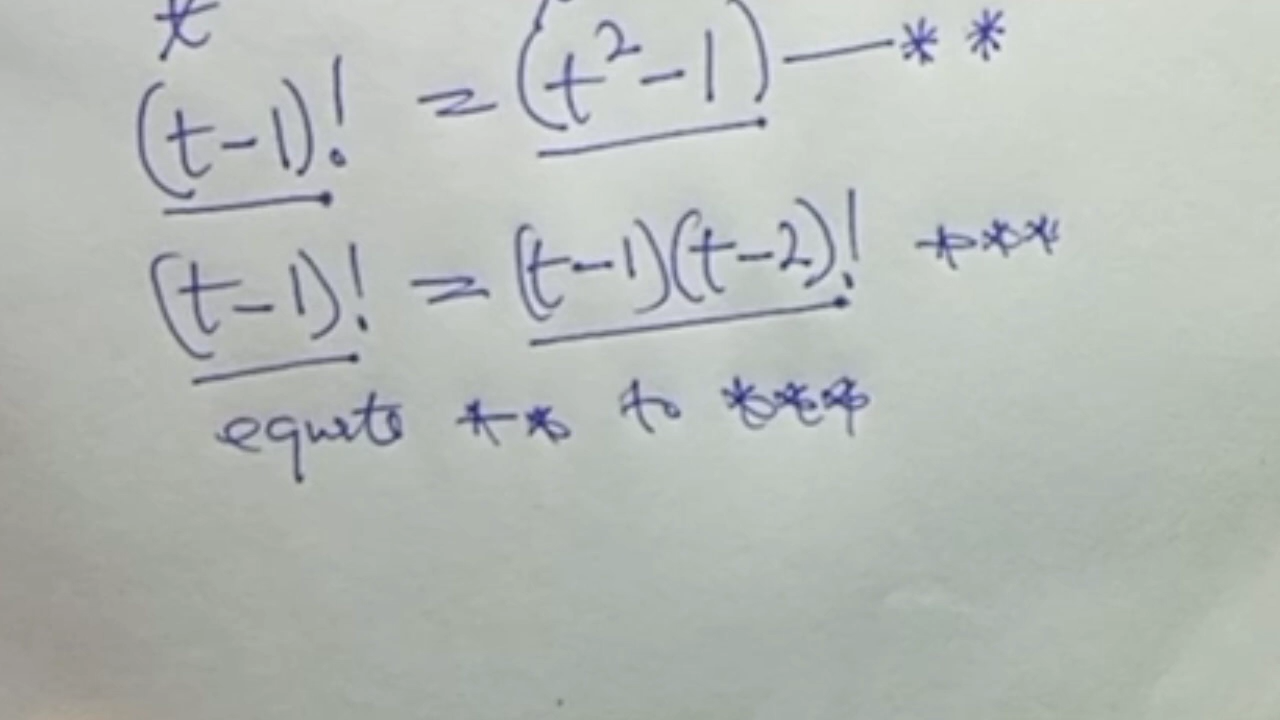 t
(t-1)! = (t²-1) — * *
(t-1)! = (t-1)(t-2)! ***
equate ** to ***